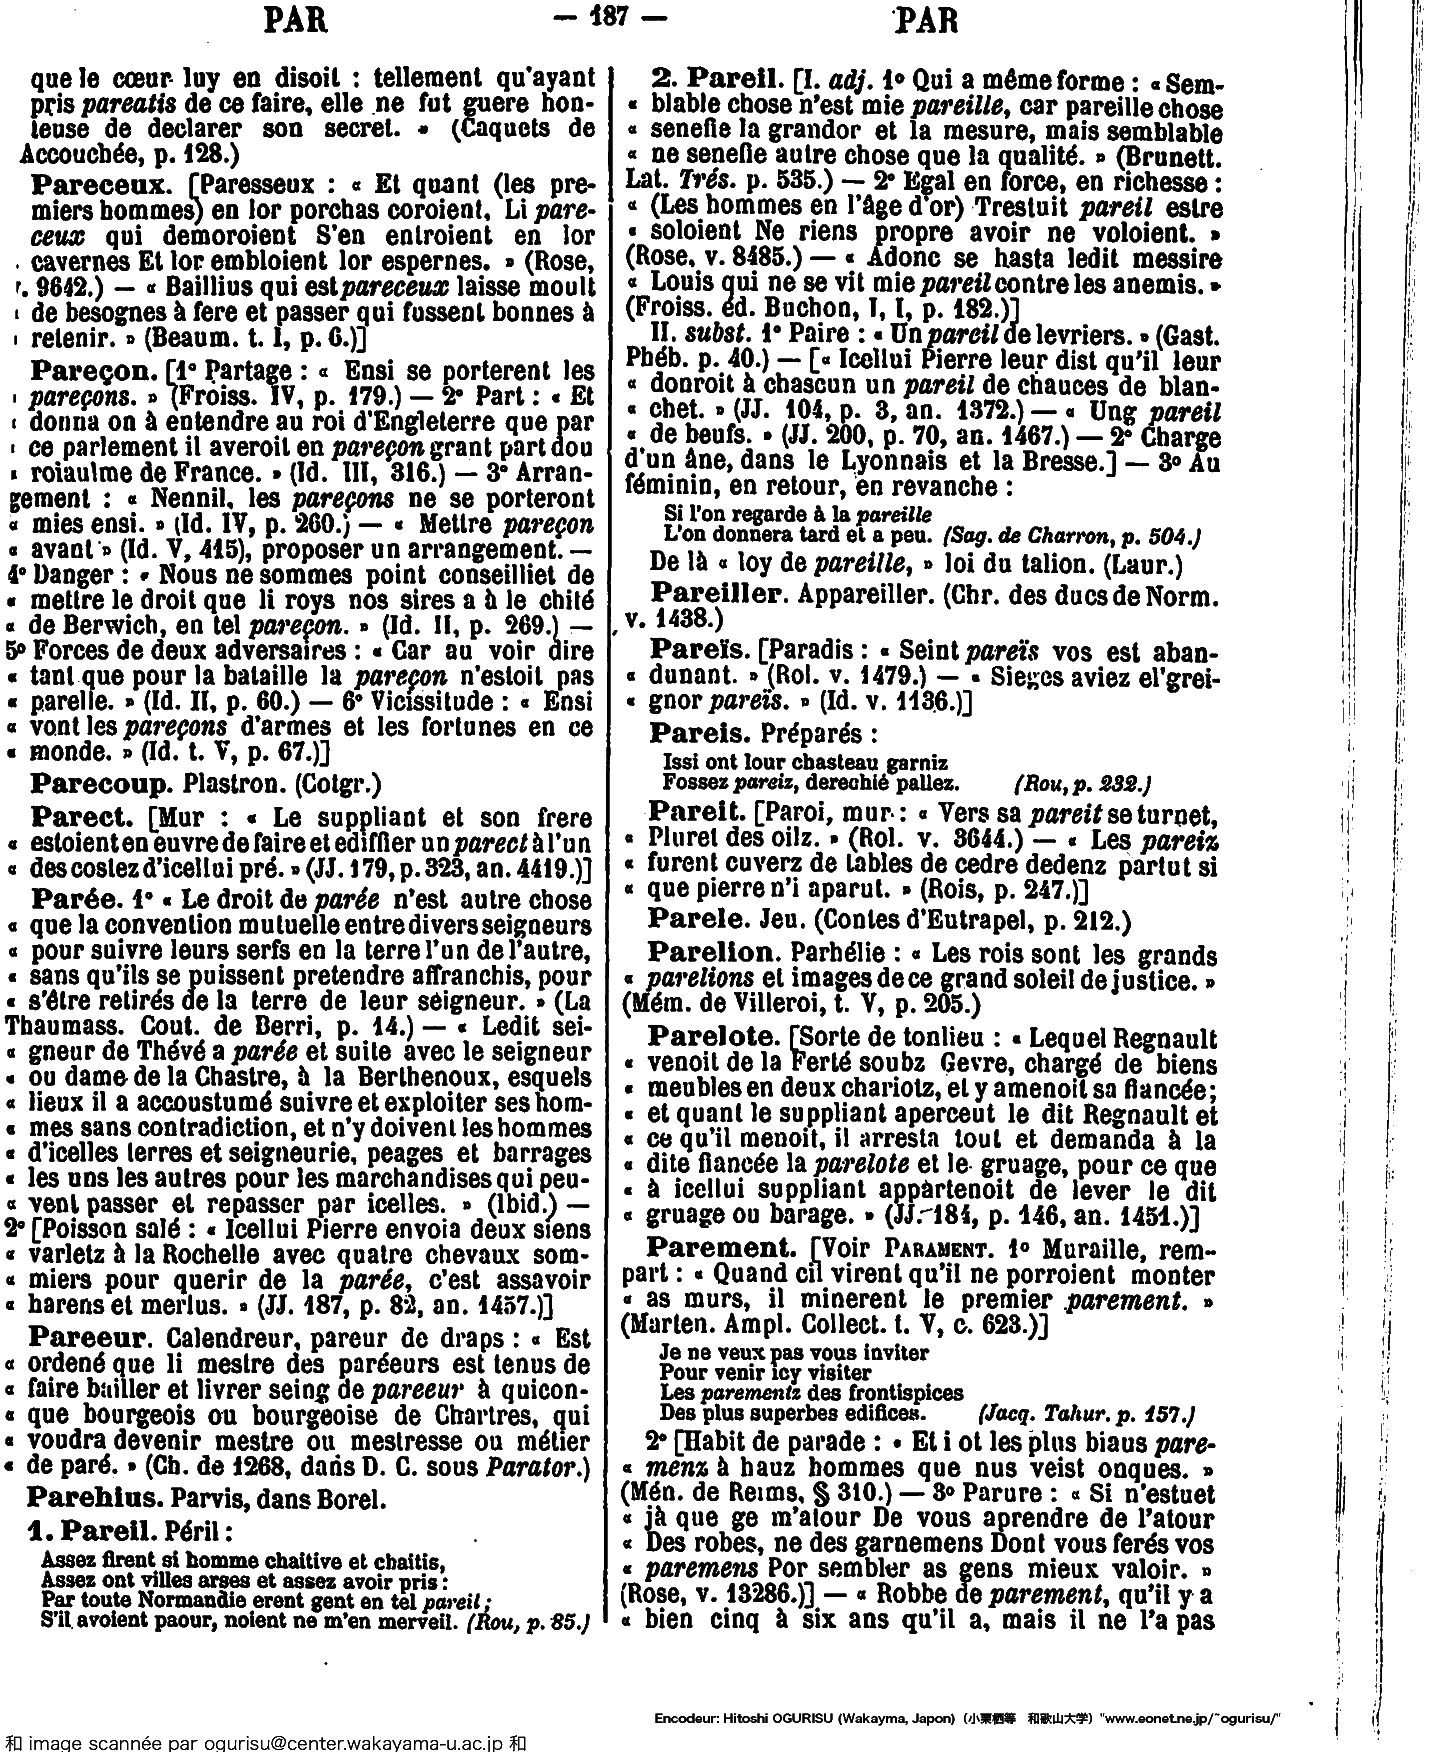 PAR — 187 — PAR
que le cœur luy en disoit : tellement qu'ayant
pris pareatis de ce faire, elle ne fut guere hon-
teuse de declarer son secret. » (Caquets de
Accouchée, p. 128.)
Pareceux. [Paresseux : « Et quant (les pre-
miers hommes) en lor porchas coroient, Li pare-
ceux qui demoroient S'en entroient en lor
cavernes Et lor embloient lor espernes. » (Rose,
v. 9642.) — « Baillius qui est pareceux laisse moult
de besognes à fere et passer qui fussent bonnes à
retenir. » (Beaum. t. I, p. 6.)]
Pareçon. [1° Partage : « Ensi se porterent les
pareçons. » (Froiss. IV, p. 179.) — 2° Part : « Et
donna on à entendre au roi d'Engleterre que par
ce parlement il averoit en pareçon grant part dou
roiaulme de France. » (Id. III, 316.) — 3° Arran-
gement : « Nennil, les pareçons ne se porteront
« mies ensi. » (Id. IV, p. 260.) — « Mettre pareçon
« avant » (Id. V, 415), proposer un arrangement. —
4° Danger : « Nous ne sommes point conseilliet de
« mettre le droit que li roys nos sires a à le chité
« de Berwich, en tel pareçon. » (Id. II, p. 269.) —
5° Forces de deux adversaires : « Car au voir dire
« tant que pour la bataille la pareçon n'estoit pas
« parelle. » (Id. II, p. 60.) — 6° Vicissitude : « Ensi
« vont les pareçons d'armes et les fortunes en ce
« monde. » (Id. t. V, p. 67.)]
Parecoup. Plastron. (Cotgr.)
Parect. [Mur : « Le suppliant et son frere
« estoient en euvre de faire et ediffier un parect à l'un
« des costez d'icellui pré. » (JJ. 179, p. 323, an. 4419.)]
Parée. 1° « Le droit de parée n'est autre chose
« que la convention mutuelle entre divers seigneurs
« pour suivre leurs serfs en la terre l'un de l'autre,
« sans qu'ils se puissent pretendre affranchis, pour
« s'être retirés de la terre de leur seigneur. » (La
Thaumass. Cout. de Berri, p. 14.) — « Ledit sei-
« gneur de Thévé a parée et suite avec le seigneur
« ou dame de la Chastre, à la Berthenoux, esquels
« lieux il a accoustumé suivre et exploiter ses hom-
« mes sans contradiction, et n'y doivent les hommes
« d'icelles terres et seigneurie, peages et barrages
« les uns les autres pour les marchandises qui peu-
« vent passer et repasser par icelles. » (Ibid.) —
2° [Poisson salé : « Icellui Pierre envoia deux siens
« varletz à la Rochelle avec quatre chevaux som-
« miers pour querir de la parée, c'est assavoir
« harens et merlus. » (JJ. 187, p. 82, an. 1457.)]
Pareeur. Calendreur, pareur de draps : « Est
« ordené que li mestre des paréeurs est tenus de
« faire bailler et livrer seing de pareeur à quicon-
« que bourgeois ou bourgeoise de Chartres, qui
« voudra devenir mestre ou mestresse ou métier
« de paré. » (Ch. de 1268, dans D. C. sous Parator.)
Parehius. Parvis, dans Borel.
1. Pareil. Péril :
Assez firent si homme chaitive et chaitis,
Assez ont villes arses et assez avoir pris :
Par toute Normandie erent gent en tel pareil ;
S'il avoient paour, noient ne m'en merveil. (Rou, p. 85.)
2. Pareil. [I. adj. 1° Qui a même forme : « Sem-
« blable chose n'est mie pareille, car pareille chose
« senefie la grandor et la mesure, mais semblable
« ne senefie autre chose que la qualité. » (Brunett.
Lat. Trés. p. 535.) — 2° Egal en force, en richesse :
« (Les hommes en l'âge d'or) Trestuit pareil estre
« soloient Ne riens propre avoir ne voloient. »
(Rose, v. 8485.) — « Adonc se hasta ledit messire
« Louis qui ne se vit mie pareil contre les anemis. »
(Froiss. éd. Buchon, I, I, p. 182.)]
II. subst. 1° Paire : « Un pareil de levriers. » (Gast.
Phéb. p. 40.) — [« Icellui Pierre leur dist qu'il leur
« donroit à chascun un pareil de chauces de blan-
« chet. » (JJ. 104, p. 3, an. 1372.) — « Ung pareil
« de beufs. » (JJ. 200, p. 70, an. 1467.) — 2° Charge
d'un âne, dans le Lyonnais et la Bresse.] — 3° Au
féminin, en retour, en revanche :
Si l'on regarde à la pareille
L'on donnera tard et a peu. (Sag. de Charron, p. 504.)
De là « loy de pareille, » loi du talion. (Laur.)
Pareiller. Appareiller. (Chr. des ducs de Norm.
v. 1438.)
Pareïs. [Paradis : « Seint pareïs vos est aban-
« dunant. » (Rol. v. 1479.) — « Sieges aviez el'grei-
« gnor pareïs. » (Id. v. 1136.)]
Pareis. Préparés :
Issi ont lour chasteau garniz
Fossez pareiz, derechié pallez. (Rou, p. 232.)
Pareit. [Paroi, mur : « Vers sa pareit se turnet,
« Pluret des oilz. » (Rol. v. 3644.) — « Les pareiz
« furent cuverz de tables de cedre dedenz partut si
« que pierre n'i aparut. » (Rois, p. 247.)]
Parele. Jeu. (Contes d'Eutrapel, p. 212.)
Parelion. Parhélie : « Les rois sont les grands
« parelions et images de ce grand soleil de justice. »
(Mém. de Villeroi, t. V, p. 205.)
Parelote. [Sorte de tonlieu : « Lequel Regnault
« venoit de la Ferté soubz Gevre, chargé de biens
« meubles en deux chariotz, et y amenoit sa fiancée ;
« et quant le suppliant aperceut le dit Regnault et
« ce qu'il menoit, il arresta tout et demanda à la
« dite fiancée la parelote et le gruage, pour ce que
« à icellui suppliant appartenoit de lever le dit
« gruage ou barage. » (JJ. 184, p. 146, an. 1451.)]
Parement. [Voir PARAMENT. 1° Muraille, rem-
part : « Quand cil virent qu'il ne porroient monter
« as murs, il minerent le premier parement. »
(Marten. Ampl. Collect. t. V, c. 623.)]
Je ne veux pas vous inviter
Pour venir icy visiter
Les parementz des frontispices
Des plus superbes edifices. (Jacq. Tahur. p. 157.)
2° [Habit de parade : « Et i ot les plus biaus pare-
« menz à hauz hommes que nus veist onques. »
(Mén. de Reims, § 310.) — 3° Parure : « Si n'estuet
« jà que ge m'atour De vous aprendre de l'atour
« Des robes, ne des garnemens Dont vous ferés vos
« paremens Por sembler as gens mieux valoir. »
(Rose, v. 13286.)] — « Robbe de parement, qu'il y a
« bien cinq à six ans qu'il a, mais il ne l'a pas
Encodeur: Hitoshi OGURISU (Wakayma, Japon) (小栗栖等 和歌山大学) "www.eonet.ne.jp/~ogurisu/"
和 image scannée par ogurisu@center.wakayama-u.ac.jp 和